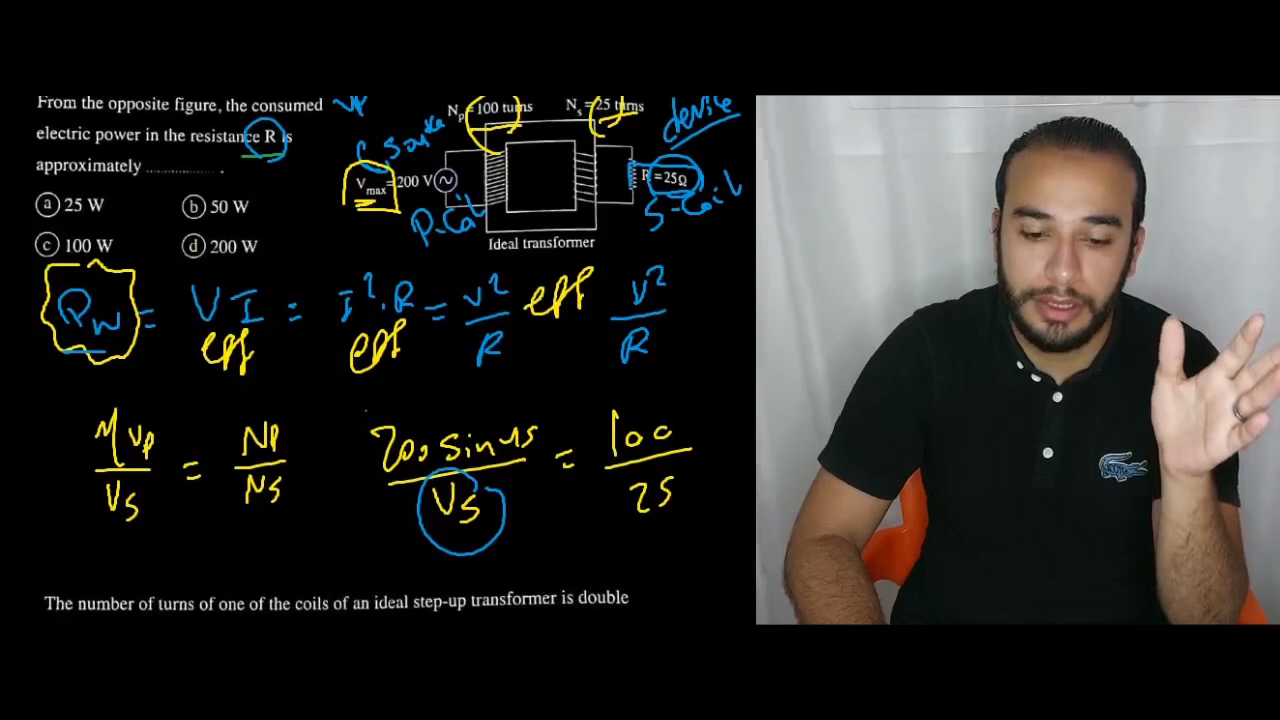 From the opposite figure, the consumed
electric power in the resistance R is
approximately ................ .
a 25 W
b 50 W
c 100 W
d 200 W
VP
Source
Np = 100 turns
Ns = 25 turns
device
Vmax = 200 V
R = 25Ω
P-Coil
S-Coil
Ideal transformer
Pw = VI = I².R = V²/R eff V²/R
eff eff
η VP/VS = NP/NS
200 sin 45/VS = 100/25
The number of turns of one of the coils of an ideal step-up transformer is double